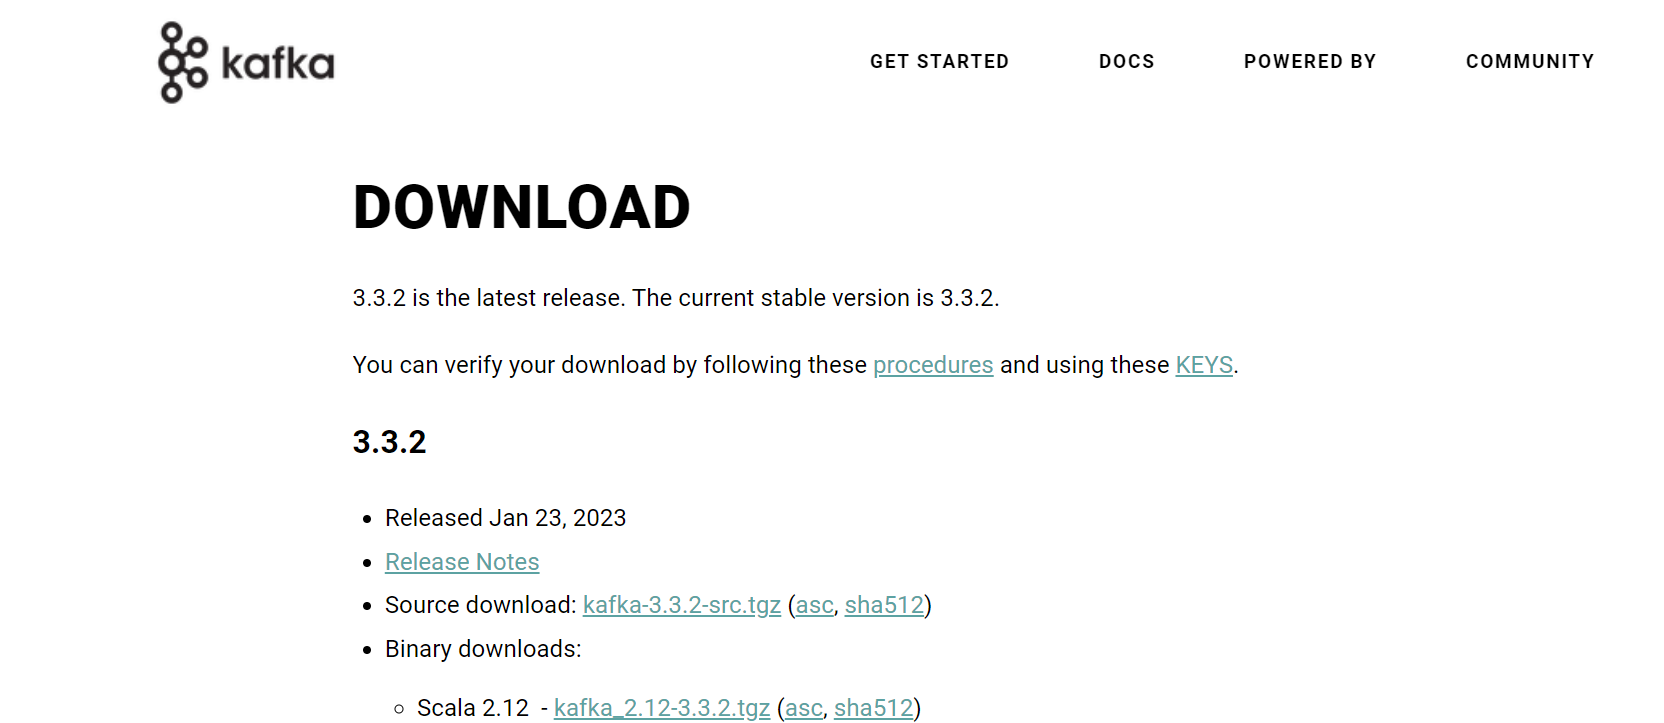 kafka
GET STARTED
DOCS
POWERED BY
COMMUNITY
DOWNLOAD
3.3.2 is the latest release. The current stable version is 3.3.2.
You can verify your download by following these procedures and using these KEYS.
3.3.2
Released Jan 23, 2023
Release Notes
Source download: kafka-3.3.2-src.tgz (asc, sha512)
Binary downloads:
Scala 2.12 - kafka_2.12-3.3.2.tgz (asc, sha512)